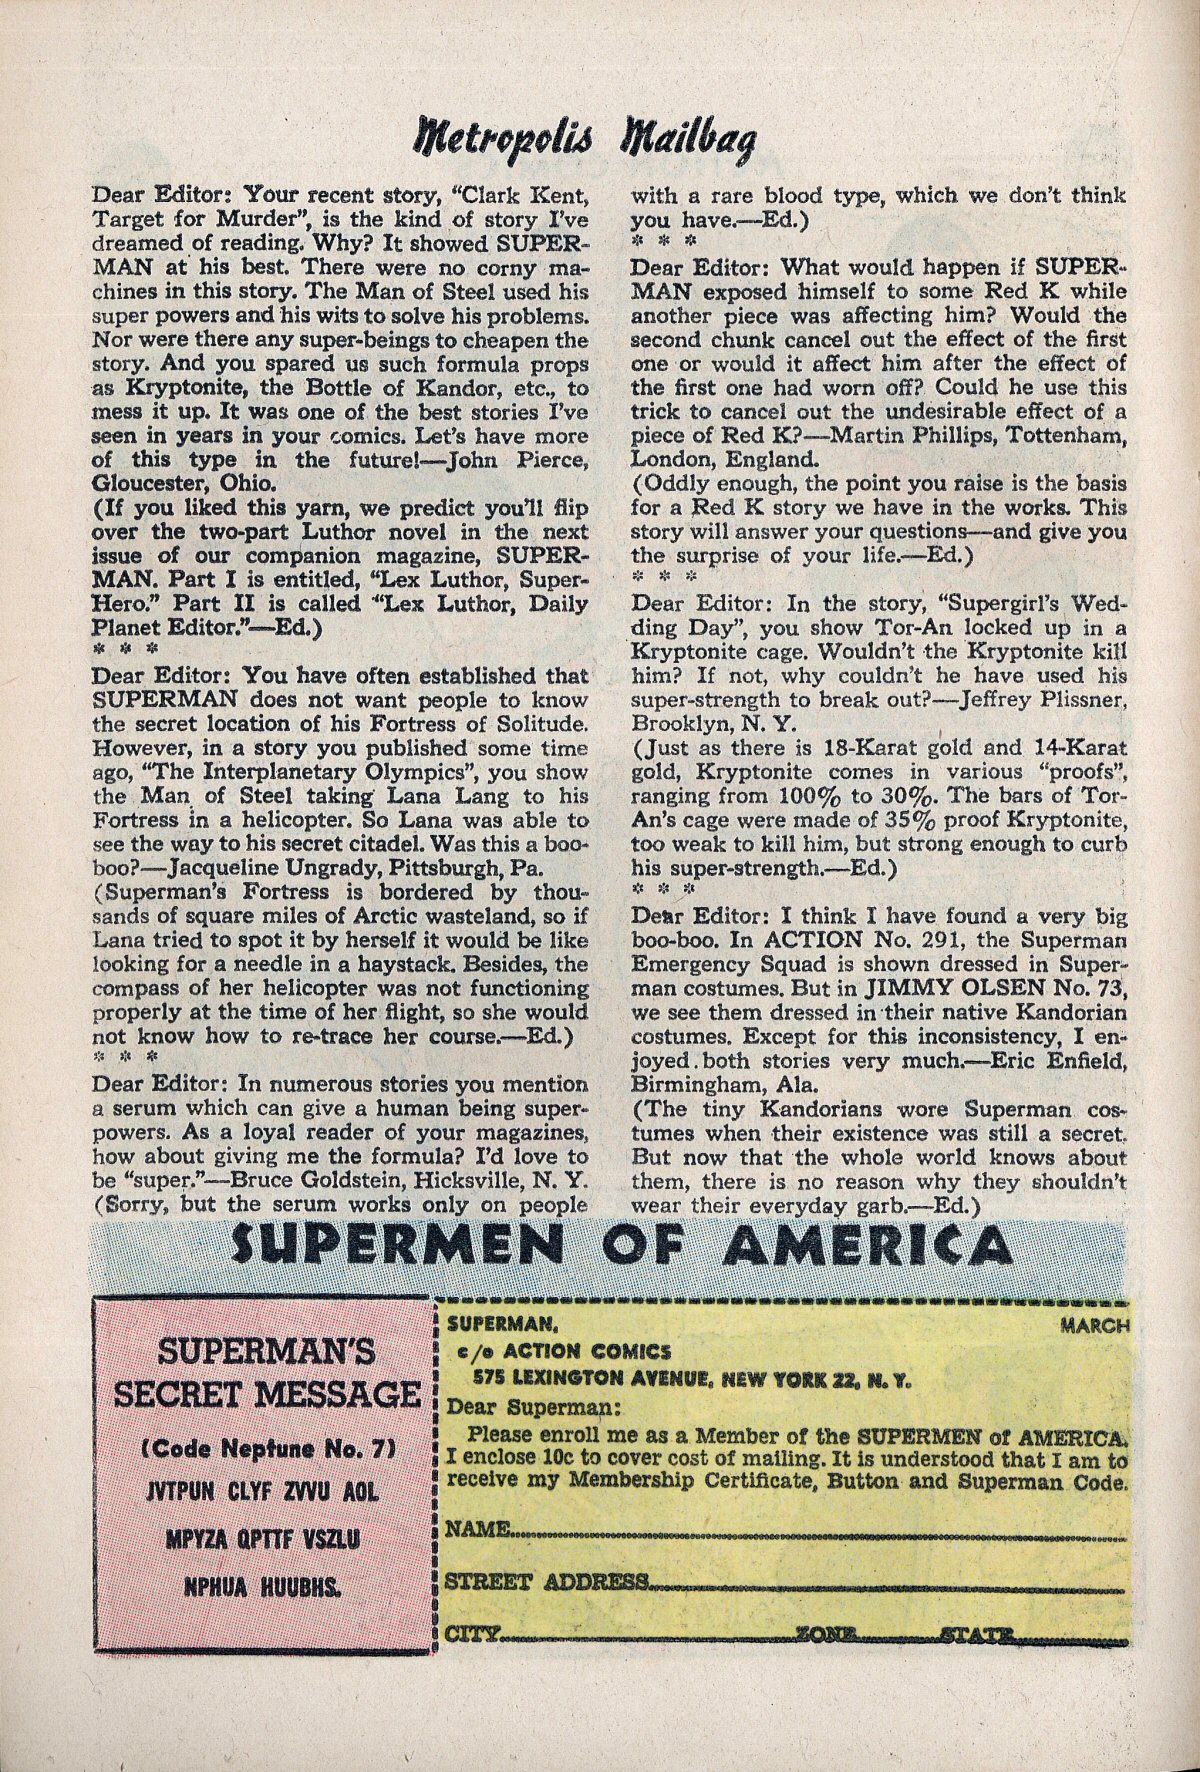 Metropolis Mailbag
Dear Editor: Your recent story, “Clark Kent,
Target for Murder”, is the kind of story I’ve
dreamed of reading. Why? It showed SUPER-
MAN at his best. There were no corny ma-
chines in this story. The Man of Steel used his
super powers and his wits to solve his problems.
Nor were there any super-beings to cheapen the
story. And you spared us such formula props
as Kryptonite, the Bottle of Kandor, etc., to
mess it up. It was one of the best stories I’ve
seen in years in your comics. Let’s have more
of this type in the future!—John Pierce,
Gloucester, Ohio.
(If you liked this yarn, we predict you’ll flip
over the two-part Luthor novel in the next
issue of our companion magazine, SUPER-
MAN. Part I is entitled, “Lex Luthor, Super-
Hero.” Part II is called “Lex Luthor, Daily
Planet Editor.”—Ed.)
* * *
Dear Editor: You have often established that
SUPERMAN does not want people to know
the secret location of his Fortress of Solitude.
However, in a story you published some time
ago, “The Interplanetary Olympics”, you show
the Man of Steel taking Lana Lang to his
Fortress in a helicopter. So Lana was able to
see the way to his secret citadel. Was this a boo-
boo?—Jacqueline Ungrady, Pittsburgh, Pa.
(Superman’s Fortress is bordered by thou-
sands of square miles of Arctic wasteland, so if
Lana tried to spot it by herself it would be like
looking for a needle in a haystack. Besides, the
compass of her helicopter was not functioning
properly at the time of her flight, so she would
not know how to re-trace her course.—Ed.)
* * *
Dear Editor: In numerous stories you mention
a serum which can give a human being super-
powers. As a loyal reader of your magazines,
how about giving me the formula? I’d love to
be “super.”—Bruce Goldstein, Hicksville, N. Y.
(Sorry, but the serum works only on people
with a rare blood type, which we don’t think
you have.—Ed.)
* * *
Dear Editor: What would happen if SUPER-
MAN exposed himself to some Red K while
another piece was affecting him? Would the
second chunk cancel out the effect of the first
one or would it affect him after the effect of
the first one had worn off? Could he use this
trick to cancel out the undesirable effect of a
piece of Red K?—Martin Phillips, Tottenham,
London, England.
(Oddly enough, the point you raise is the basis
for a Red K story we have in the works. This
story will answer your questions—and give you
the surprise of your life.—Ed.)
* * *
Dear Editor: In the story, “Supergirl’s Wed-
ding Day”, you show Tor-An locked up in a
Kryptonite cage. Wouldn’t the Kryptonite kill
him? If not, why couldn’t he have used his
super-strength to break out?—Jeffrey Plissner,
Brooklyn, N. Y.
(Just as there is 18-Karat gold and 14-Karat
gold, Kryptonite comes in various “proofs”,
ranging from 100% to 30%. The bars of Tor-
An’s cage were made of 35% proof Kryptonite,
too weak to kill him, but strong enough to curb
his super-strength.—Ed.)
* * *
Dear Editor: I think I have found a very big
boo-boo. In ACTION No. 291, the Superman
Emergency Squad is shown dressed in Super-
man costumes. But in JIMMY OLSEN No. 73,
we see them dressed in their native Kandorian
costumes. Except for this inconsistency, I en-
joyed both stories very much.—Eric Enfield,
Birmingham, Ala.
(The tiny Kandorians wore Superman cos-
tumes when their existence was still a secret.
But now that the whole world knows about
them, there is no reason why they shouldn’t
wear their everyday garb.—Ed.)
SUPERMEN OF AMERICA
SUPERMAN’S
SECRET MESSAGE
(Code Neptune No. 7)
JVTPUN CLYF ZVVU AOL
MPYZA QPTTF VSZLU
NPHUA HUUBHS.
SUPERMAN, MARCH
c/o ACTION COMICS
575 LEXINGTON AVENUE, NEW YORK 22, N. Y.
Dear Superman:
Please enroll me as a Member of the SUPERMEN of AMERICA.
I enclose 10c to cover cost of mailing. It is understood that I am to
receive my Membership Certificate, Button and Superman Code.
NAME
STREET ADDRESS
CITY ZONE STATE